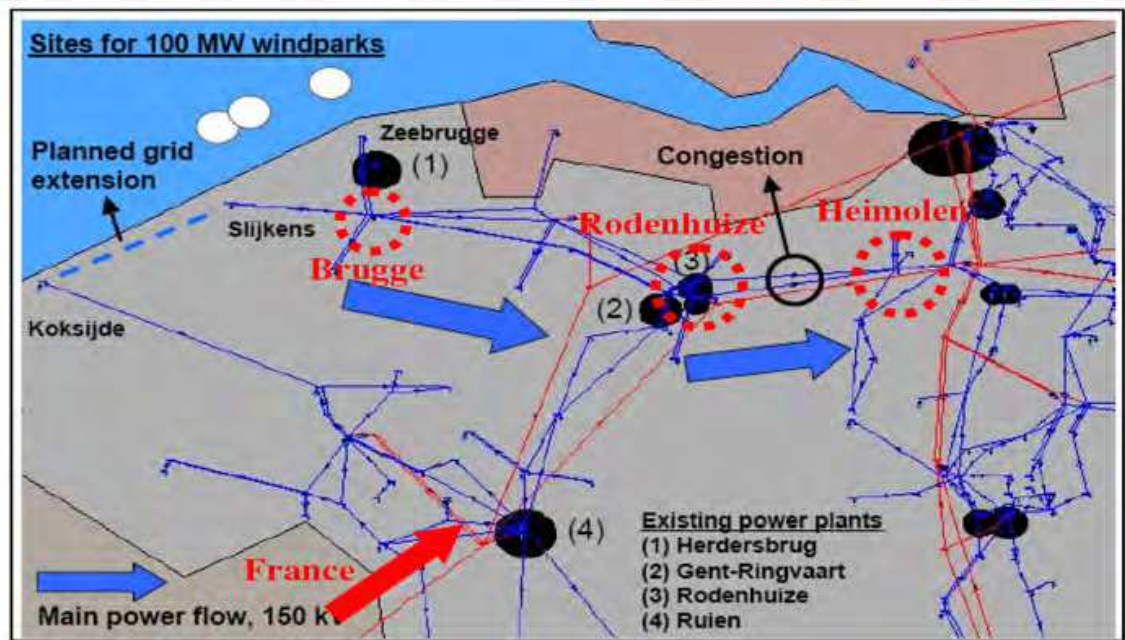 Sites for 100 MW windparks
Planned grid
extension
Zeebrugge
(1)
Congestion
Slijkens
Rodenhuize
Heimolen
(3)
Brugge
(2)
Koksijde
(4)
Existing power plants
(1) Herdersbrug
(2) Gent-Ringvaart
(3) Rodenhuize
(4) Ruien
France
Main power flow, 150 kV